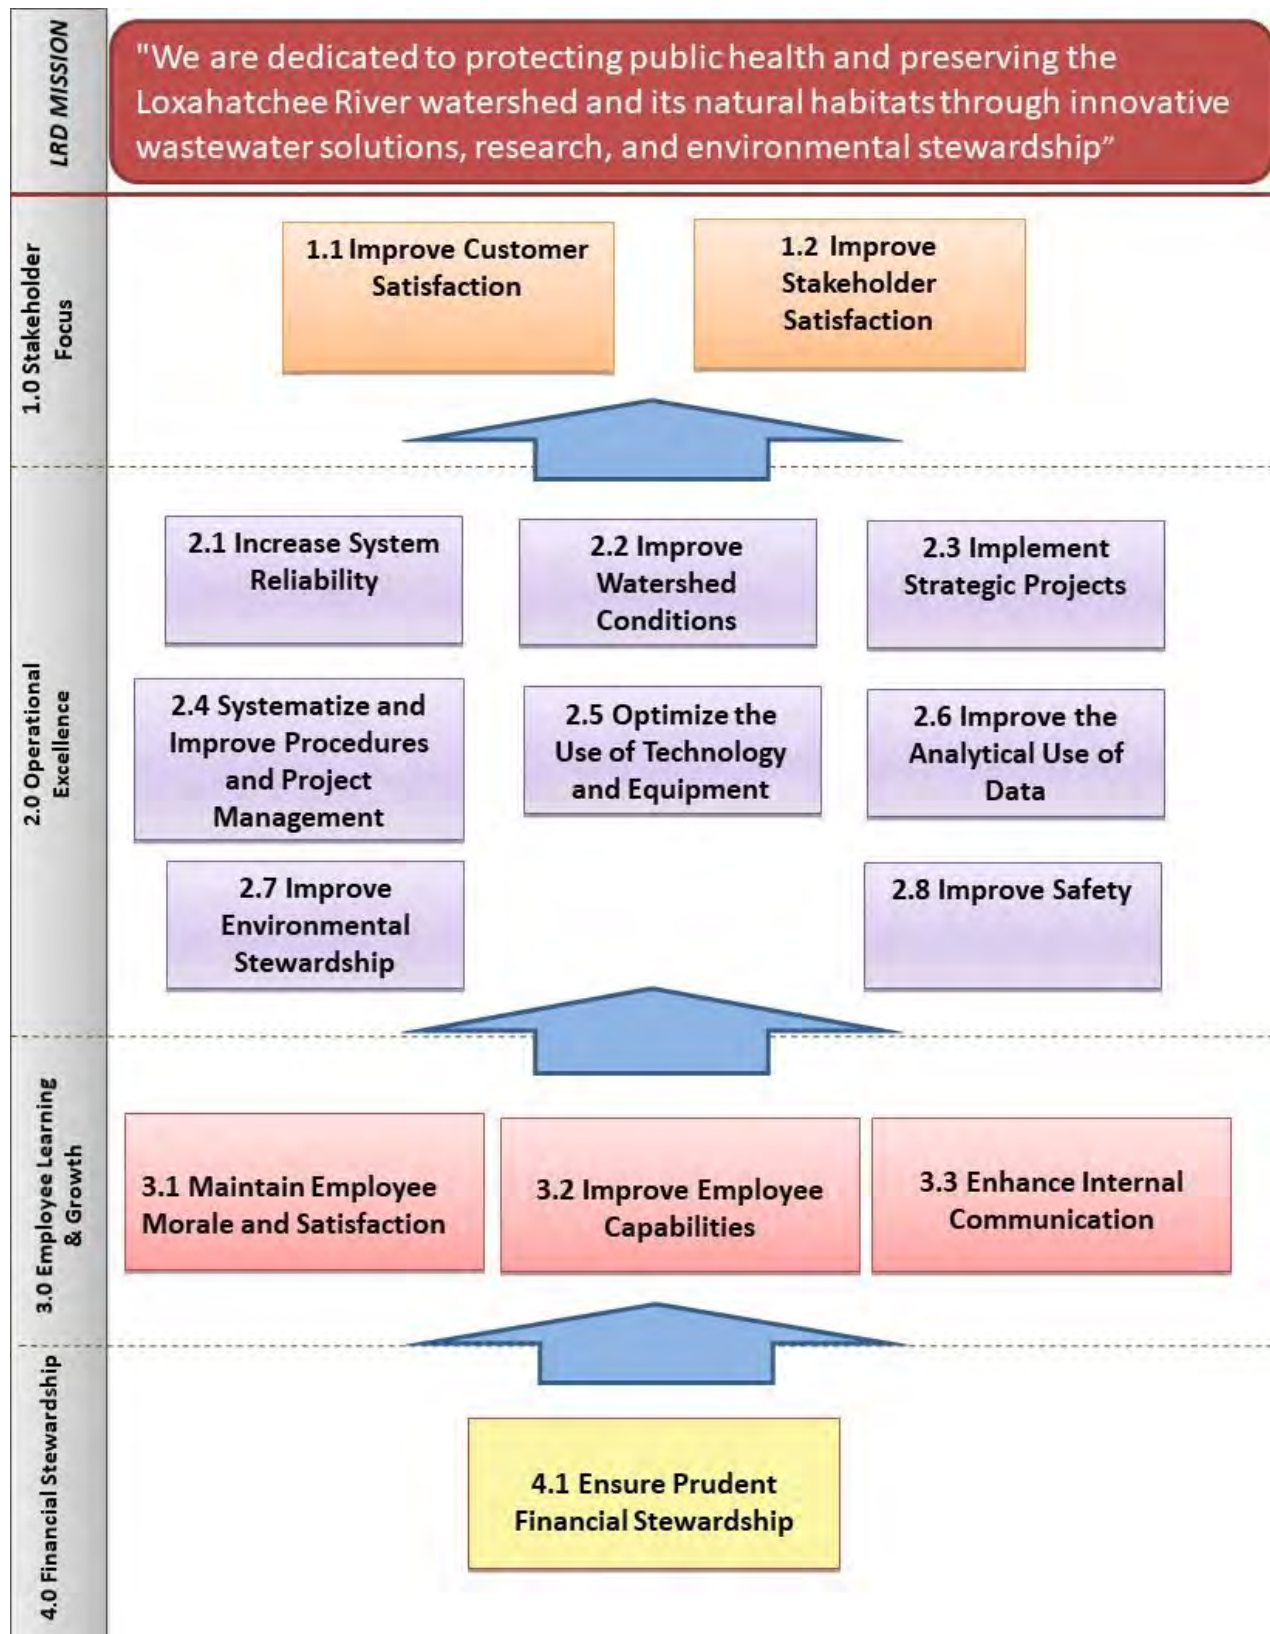 LRD MISSION
"We are dedicated to protecting public health and preserving the
Loxahatchee River watershed and its natural habitats through innovative
wastewater solutions, research, and environmental stewardship”
1.0 Stakeholder
Focus
1.1 Improve Customer
Satisfaction
1.2 Improve
Stakeholder
Satisfaction
2.0 Operational
Excellence
2.1 Increase System
Reliability
2.2 Improve
Watershed
Conditions
2.3 Implement
Strategic Projects
2.4 Systematize and
Improve Procedures
and Project
Management
2.5 Optimize the
Use of Technology
and Equipment
2.6 Improve the
Analytical Use of
Data
2.7 Improve
Environmental
Stewardship
2.8 Improve Safety
3.0 Employee Learning
& Growth
3.1 Maintain Employee
Morale and Satisfaction
3.2 Improve Employee
Capabilities
3.3 Enhance Internal
Communication
4.0 Financial Stewardship
4.1 Ensure Prudent
Financial Stewardship